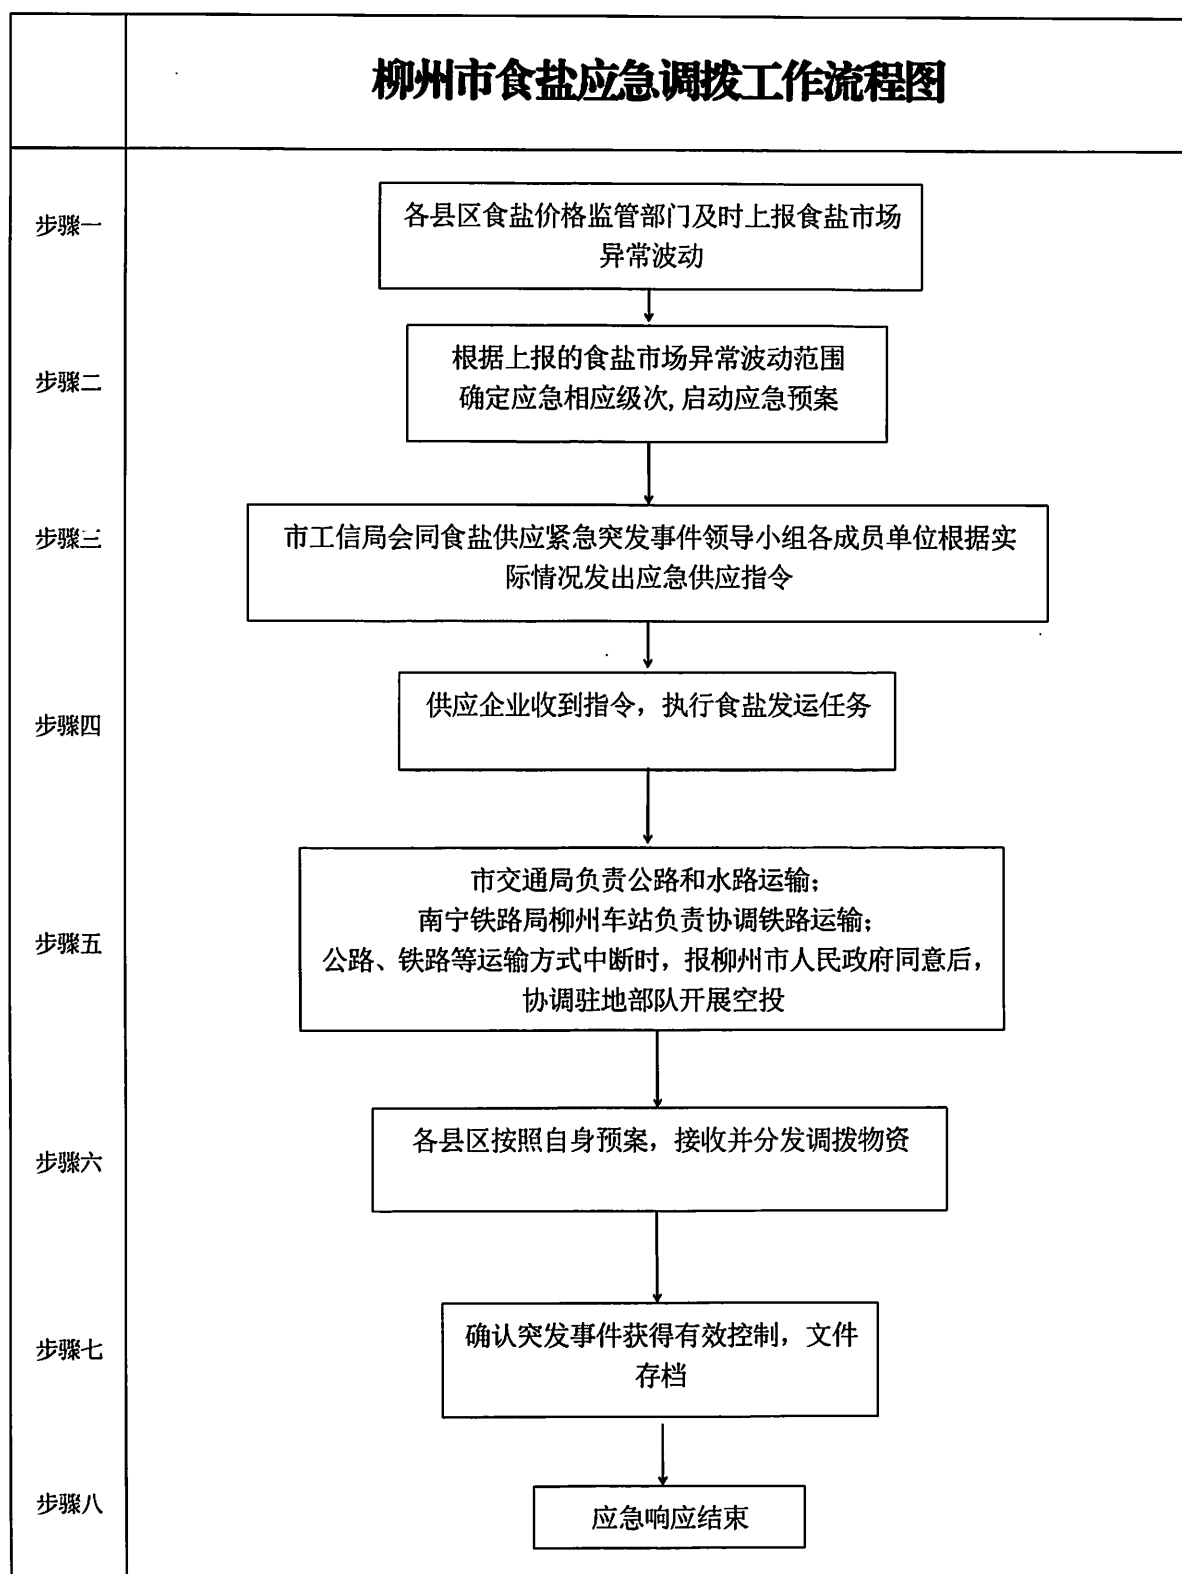 柳州市食盐应急调拨工作流程图
步骤一
各县区食盐价格监管部门及时上报食盐市场
异常波动
步骤二
根据上报的食盐市场异常波动范围
确定应急相应级次,启动应急预案
步骤三
市工信局会同食盐供应紧急突发事件领导小组各成员单位根据实
际情况发出应急供应指令
步骤四
供应企业收到指令，执行食盐发运任务
步骤五
市交通局负责公路和水路运输；
南宁铁路局柳州车站负责协调铁路运输；
公路、铁路等运输方式中断时，报柳州市人民政府同意后，
协调驻地部队开展空投
步骤六
各县区按照自身预案，接收并分发调拨物资
步骤七
确认突发事件获得有效控制，文件
存档
步骤八
应急响应结束